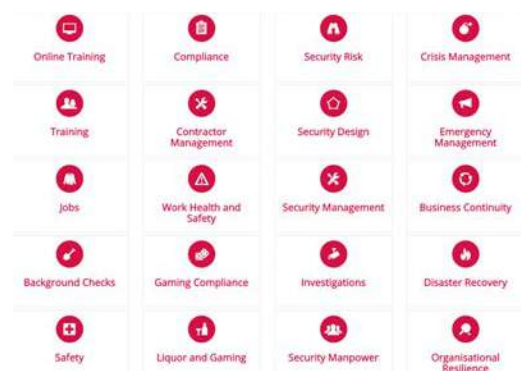 Online Training
Compliance
Security Risk
Crisis Management
Training
Contractor
Management
Security Design
Emergency
Management
Jobs
Work Health and
Safety
Security Management
Business Continuity
Background Checks
Gaming Compliance
Investigations
Disaster Recovery
Safety
Liquor and Gaming
Security Manpower
Organisational
Resilience